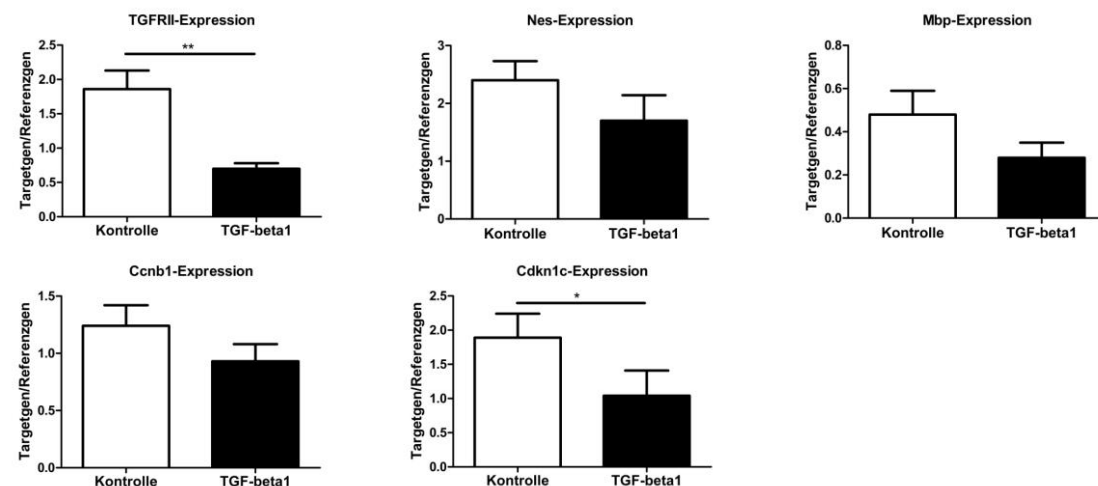 TGFRII-Expression
**
Targetgen/Referenzgen
2.5
2.0
1.5
1.0
0.5
0.0
Kontrolle TGF-beta1
Nes-Expression
Targetgen/Referenzgen
3
2
1
0
Kontrolle TGF-beta1
Mbp-Expression
Targetgen/Referenzgen
0.8
0.6
0.4
0.2
0.0
Kontrolle TGF-beta1
Ccnb1-Expression
Targetgen/Referenzgen
1.5
1.0
0.5
0.0
Kontrolle TGF-beta1
Cdkn1c-Expression
*
Targetgen/Referenzgen
2.5
2.0
1.5
1.0
0.5
0.0
Kontrolle TGF-beta1